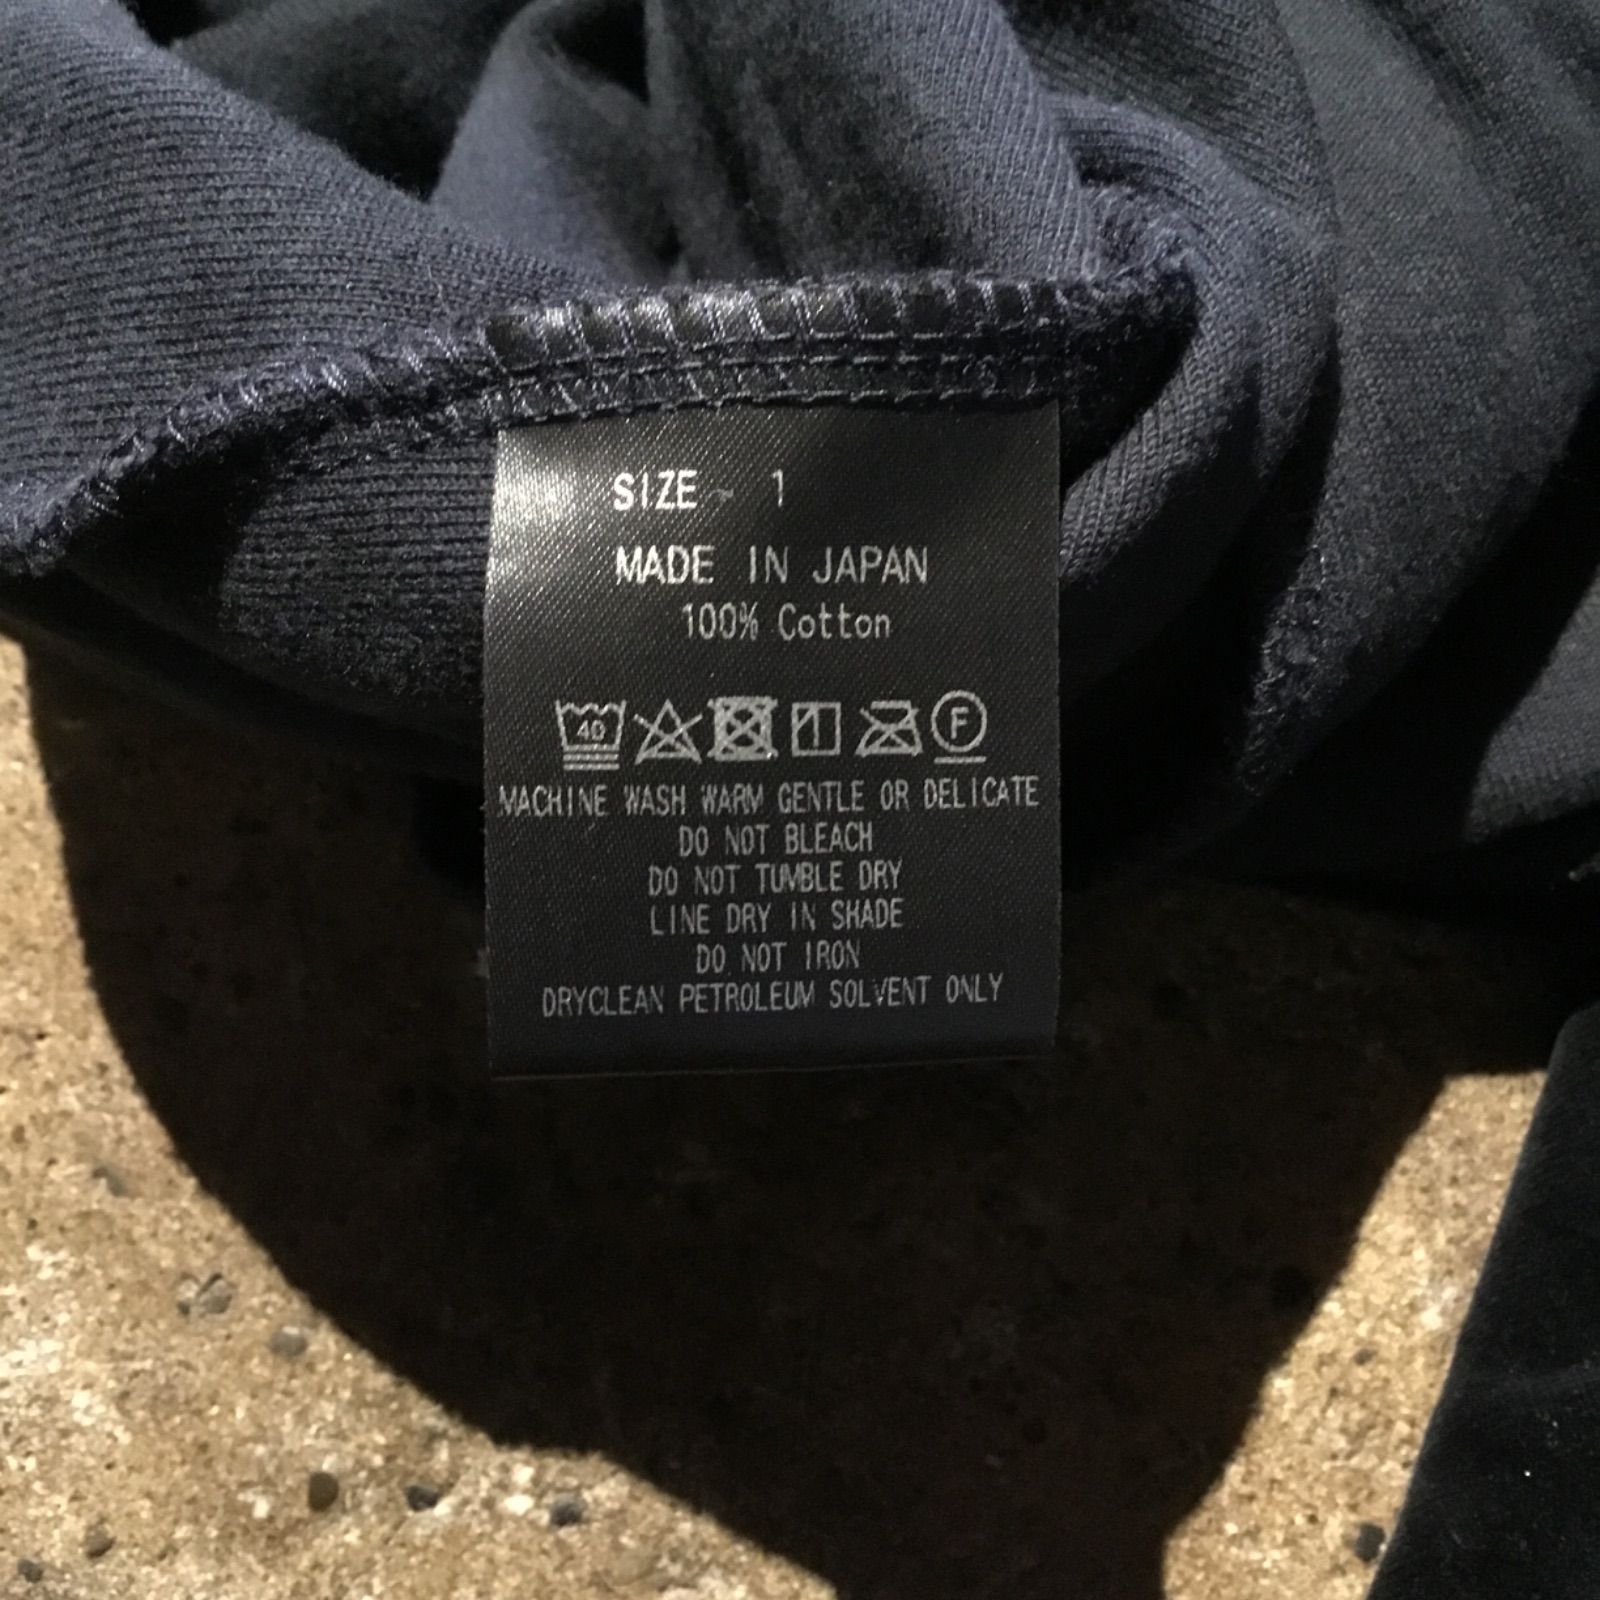 SIZE - 1
MADE IN JAPAN
100% Cotton
40 F
MACHINE WASH WARM GENTLE OR DELICATE
DO NOT BLEACH
DO NOT TUMBLE DRY
LINE DRY IN SHADE
DO NOT IRON
DRYCLEAN PETROLEUM SOLVENT ONLY